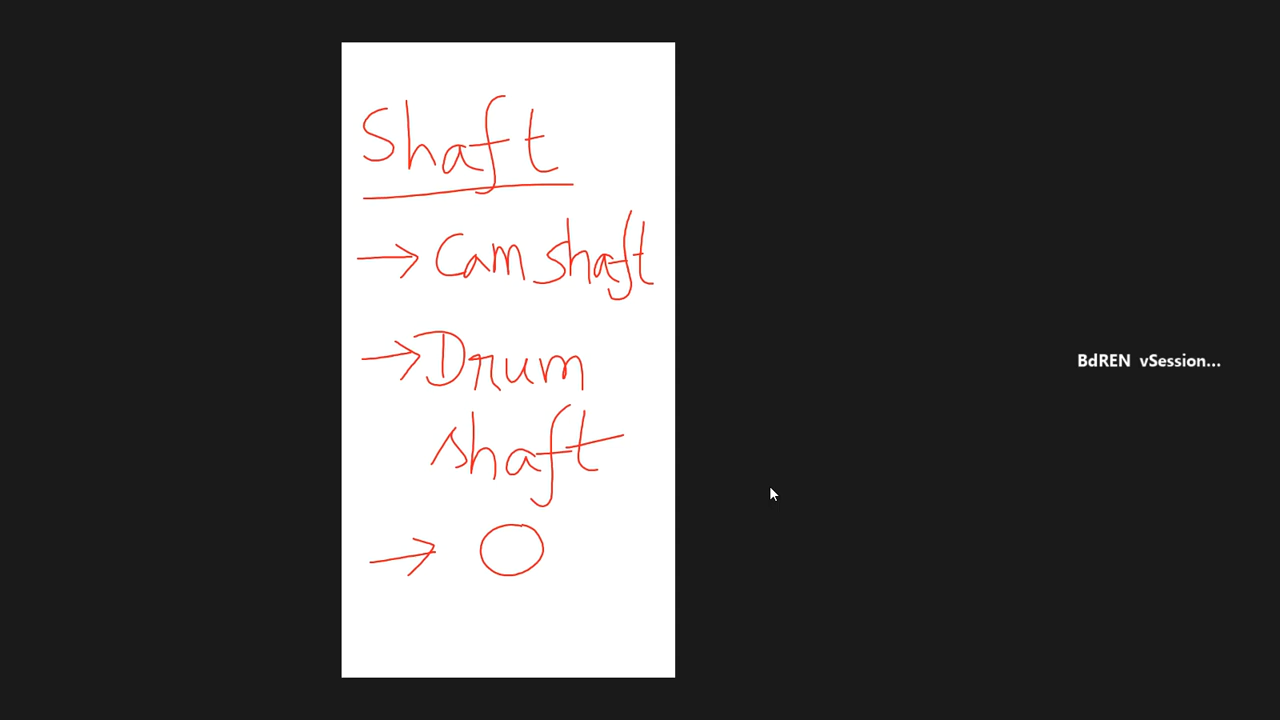 Shaft
→ Cam shaft
→ Drum
shaft
→ O
BdREN vSession...